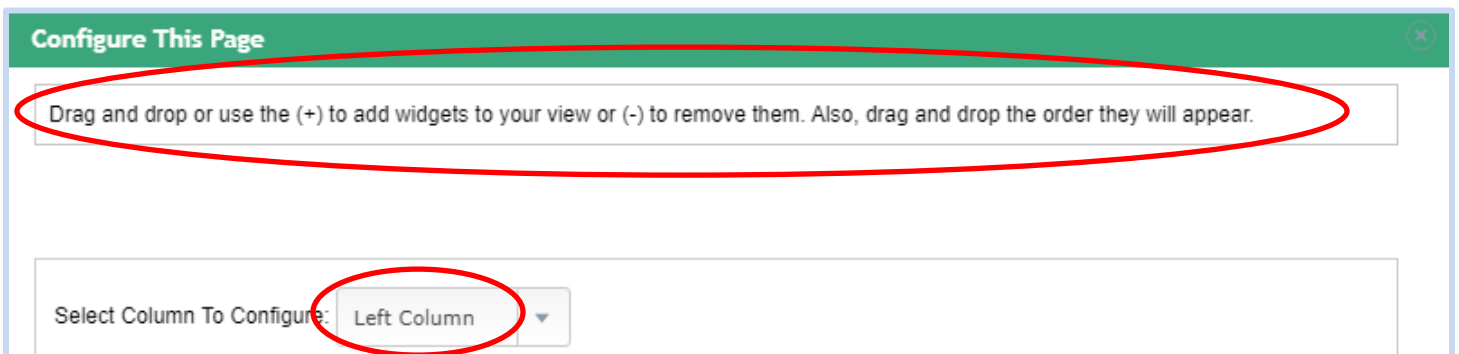 Configure This Page
Drag and drop or use the (+) to add widgets to your view or (-) to remove them. Also, drag and drop the order they will appear.
Select Column To Configure: Left Column